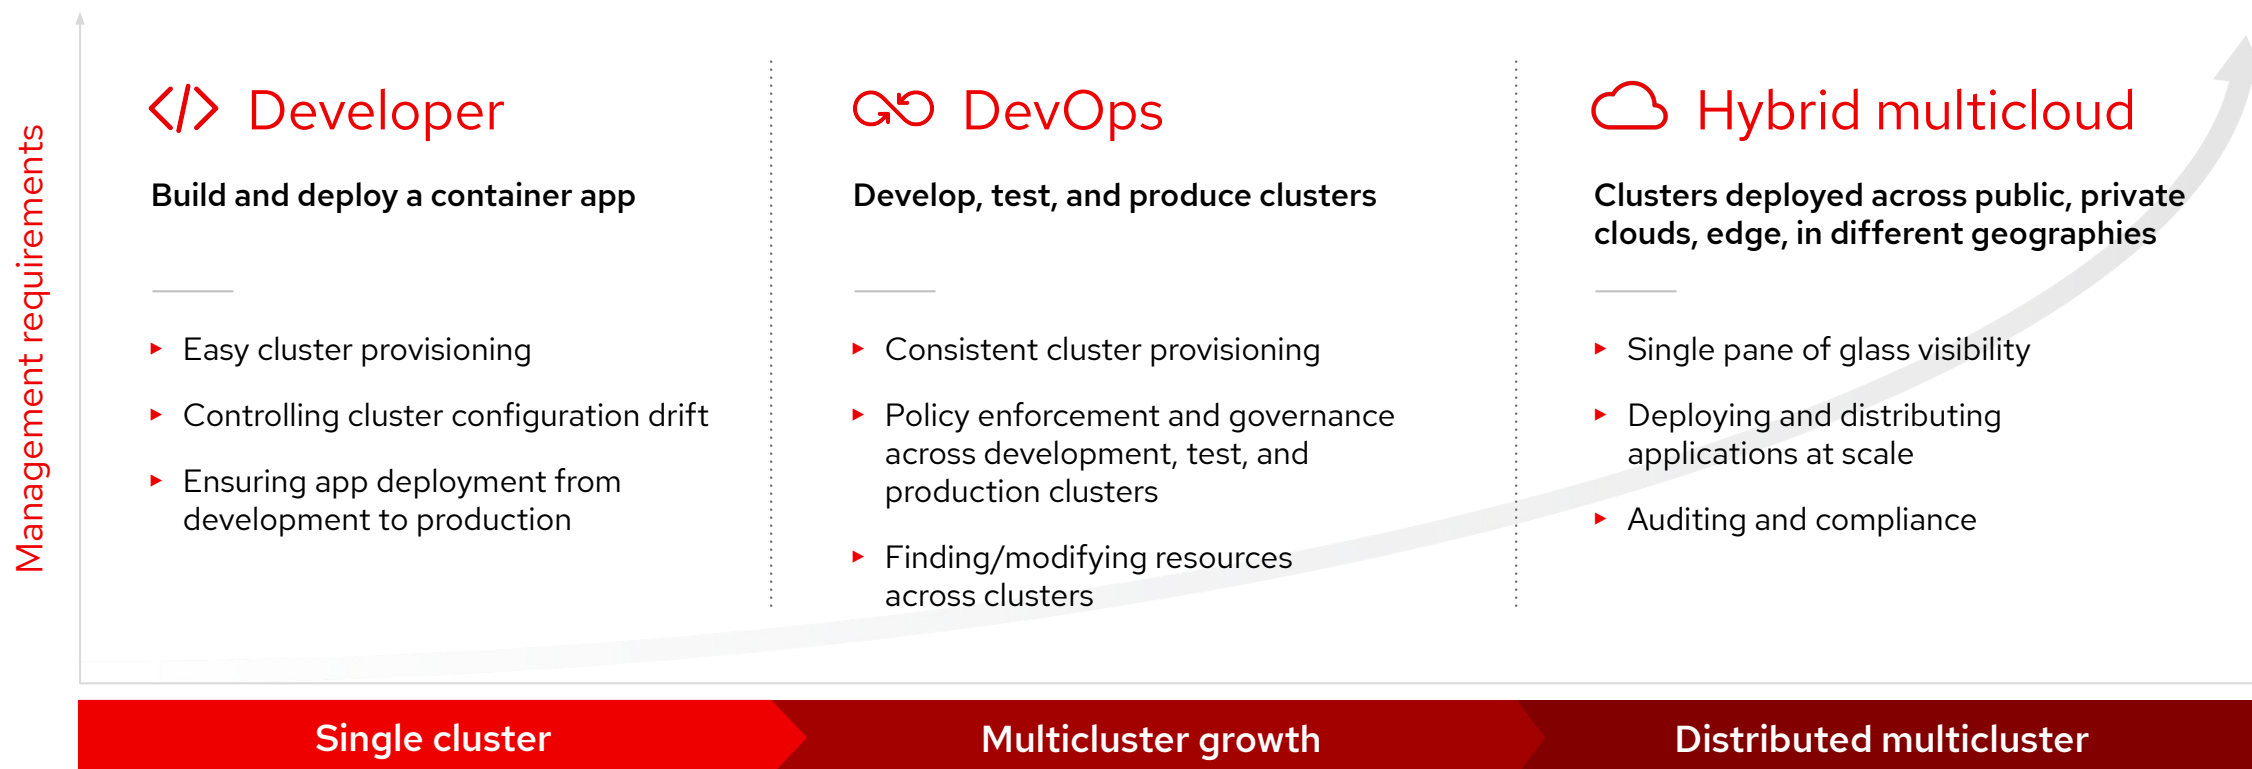 Management requirements
Developer
Build and deploy a container app
Easy cluster provisioning
Controlling cluster configuration drift
Ensuring app deployment from
development to production
DevOps
Develop, test, and produce clusters
Consistent cluster provisioning
Policy enforcement and governance
across development, test, and
production clusters
Finding/modifying resources
across clusters
Hybrid multicloud
Clusters deployed across public, private
clouds, edge, in different geographies
Single pane of glass visibility
Deploying and distributing
applications at scale
Auditing and compliance
Single cluster
Multicluster growth
Distributed multicluster